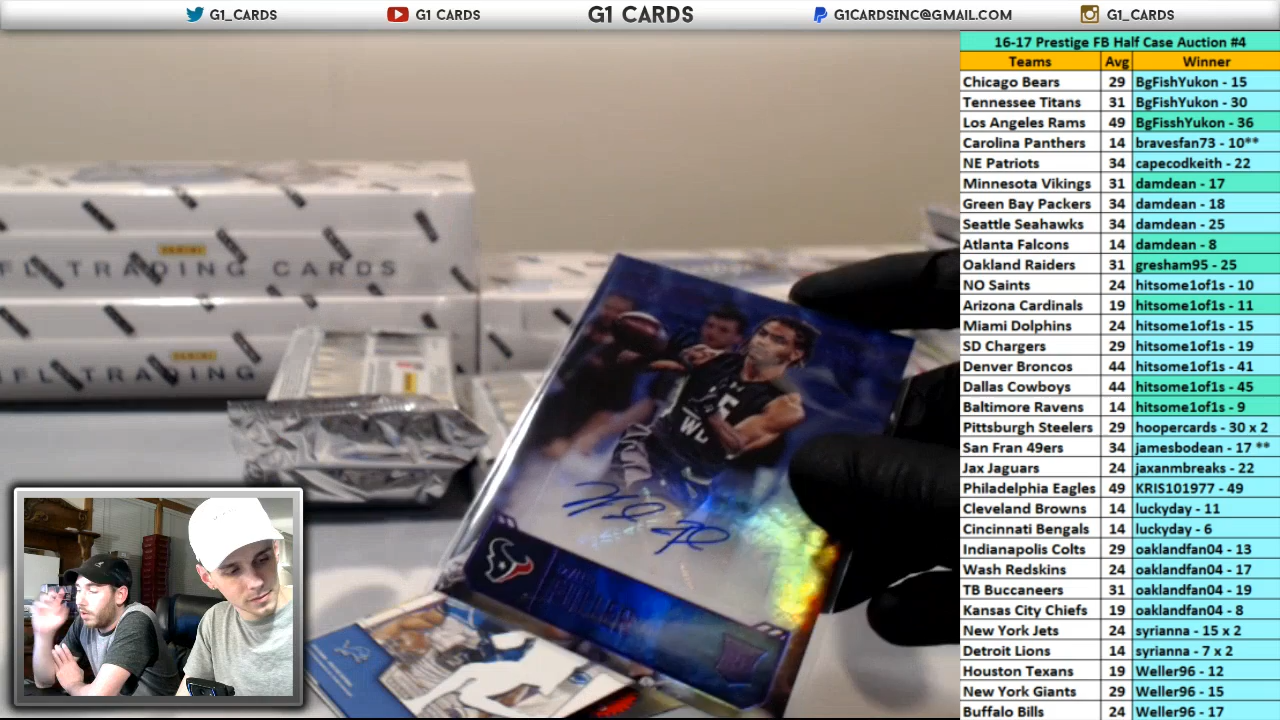 G1_CARDS
G1 CARDS
G1 CARDS
G1CARDSINC@GMAIL.COM
G1_CARDS
16-17 Prestige FB Half Case Auction #4
Teams Avg Winner
Chicago Bears 29 BgFishYukon - 15
Tennessee Titans 31 BgFishYukon - 30
Los Angeles Rams 49 BgFisshYukon - 36
Carolina Panthers 14 bravesfan73 - 10**
NE Patriots 34 capecodkeith - 22
Minnesota Vikings 31 damdean - 17
Green Bay Packers 34 damdean - 18
Seattle Seahawks 34 damdean - 25
Atlanta Falcons 14 damdean - 8
Oakland Raiders 31 gresham95 - 25
NO Saints 24 hitsome1of1s - 10
Arizona Cardinals 19 hitsome1of1s - 11
Miami Dolphins 24 hitsome1of1s - 15
SD Chargers 29 hitsome1of1s - 19
Denver Broncos 44 hitsome1of1s - 41
Dallas Cowboys 44 hitsome1of1s - 45
Baltimore Ravens 14 hitsome1of1s - 9
Pittsburgh Steelers 29 hoopercards - 30 x 2
San Fran 49ers 34 jamesbodean - 17 **
Jax Jaguars 24 jaxanmbreaks - 22
Philadelphia Eagles 49 KRIS101977 - 49
Cleveland Browns 14 luckyday - 11
Cincinnati Bengals 14 luckyday - 6
Indianapolis Colts 29 oaklandfan04 - 13
Wash Redskins 24 oaklandfan04 - 17
TB Buccaneers 31 oaklandfan04 - 19
Kansas City Chiefs 19 oaklandfan04 - 8
New York Jets 24 syrianna - 15 x 2
Detroit Lions 14 syrianna - 7 x 2
Houston Texans 19 Weller96 - 12
New York Giants 29 Weller96 - 15
Buffalo Bills 24 Weller96 - 17
PANINI
FL TRADING CARDS
PANINI
NFL TRADING
FULLER